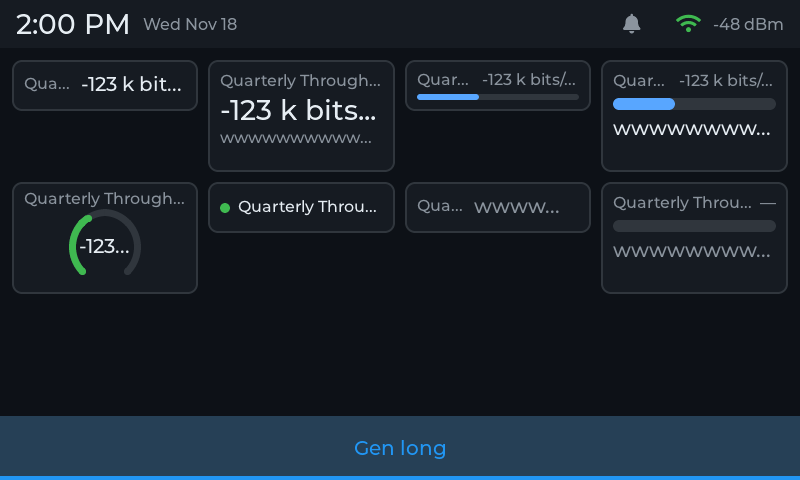 2:00 PM Wed Nov 18 -48 dBm
Qua... -123 k bit...
Quarterly Through...
-123 k bits...
wwwwwwwwwww...
Quar... -123 k bits/...
Quar... -123 k bits/...
wwwwwwwww...
Quarterly Through...
-123...
Quarterly Throu...
Qua... wwww...
Quarterly Throu... —
wwwwwwwww...
Gen long